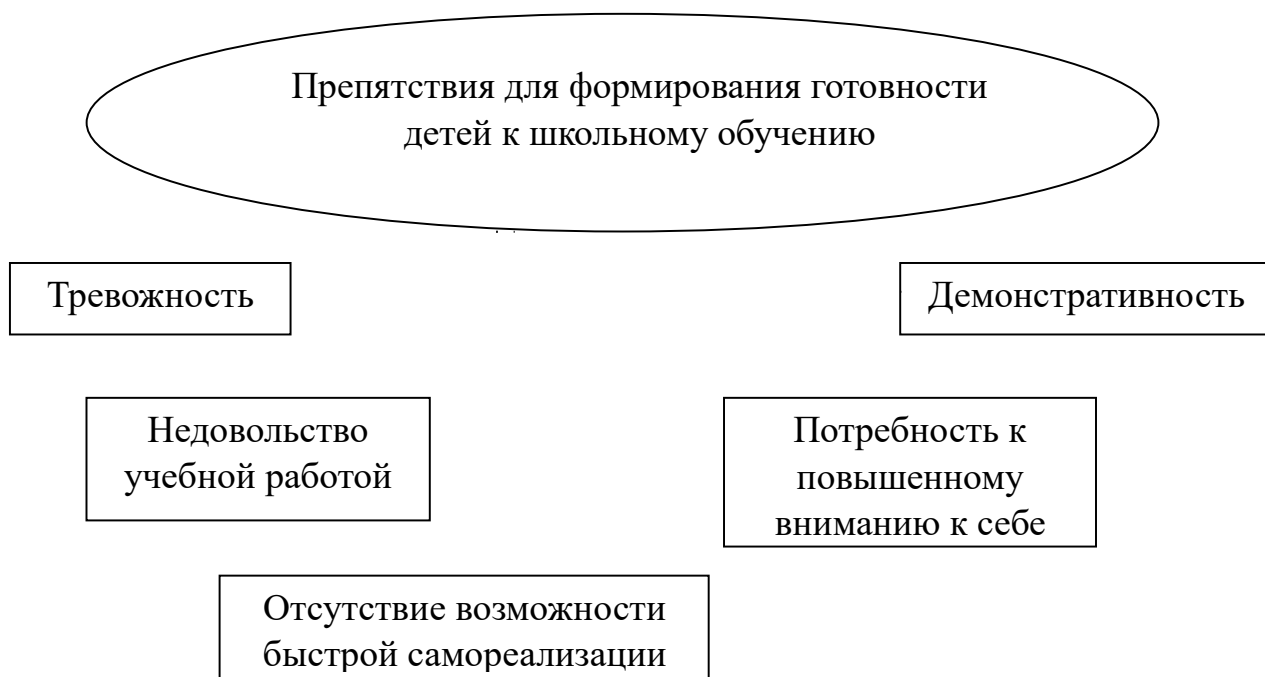 Препятствия для формирования готовности
детей к школьному обучению
Тревожность
Демонстративность
Недовольство
учебной работой
Потребность к
повышенному
вниманию к себе
Отсутствие возможности
быстрой самореализации